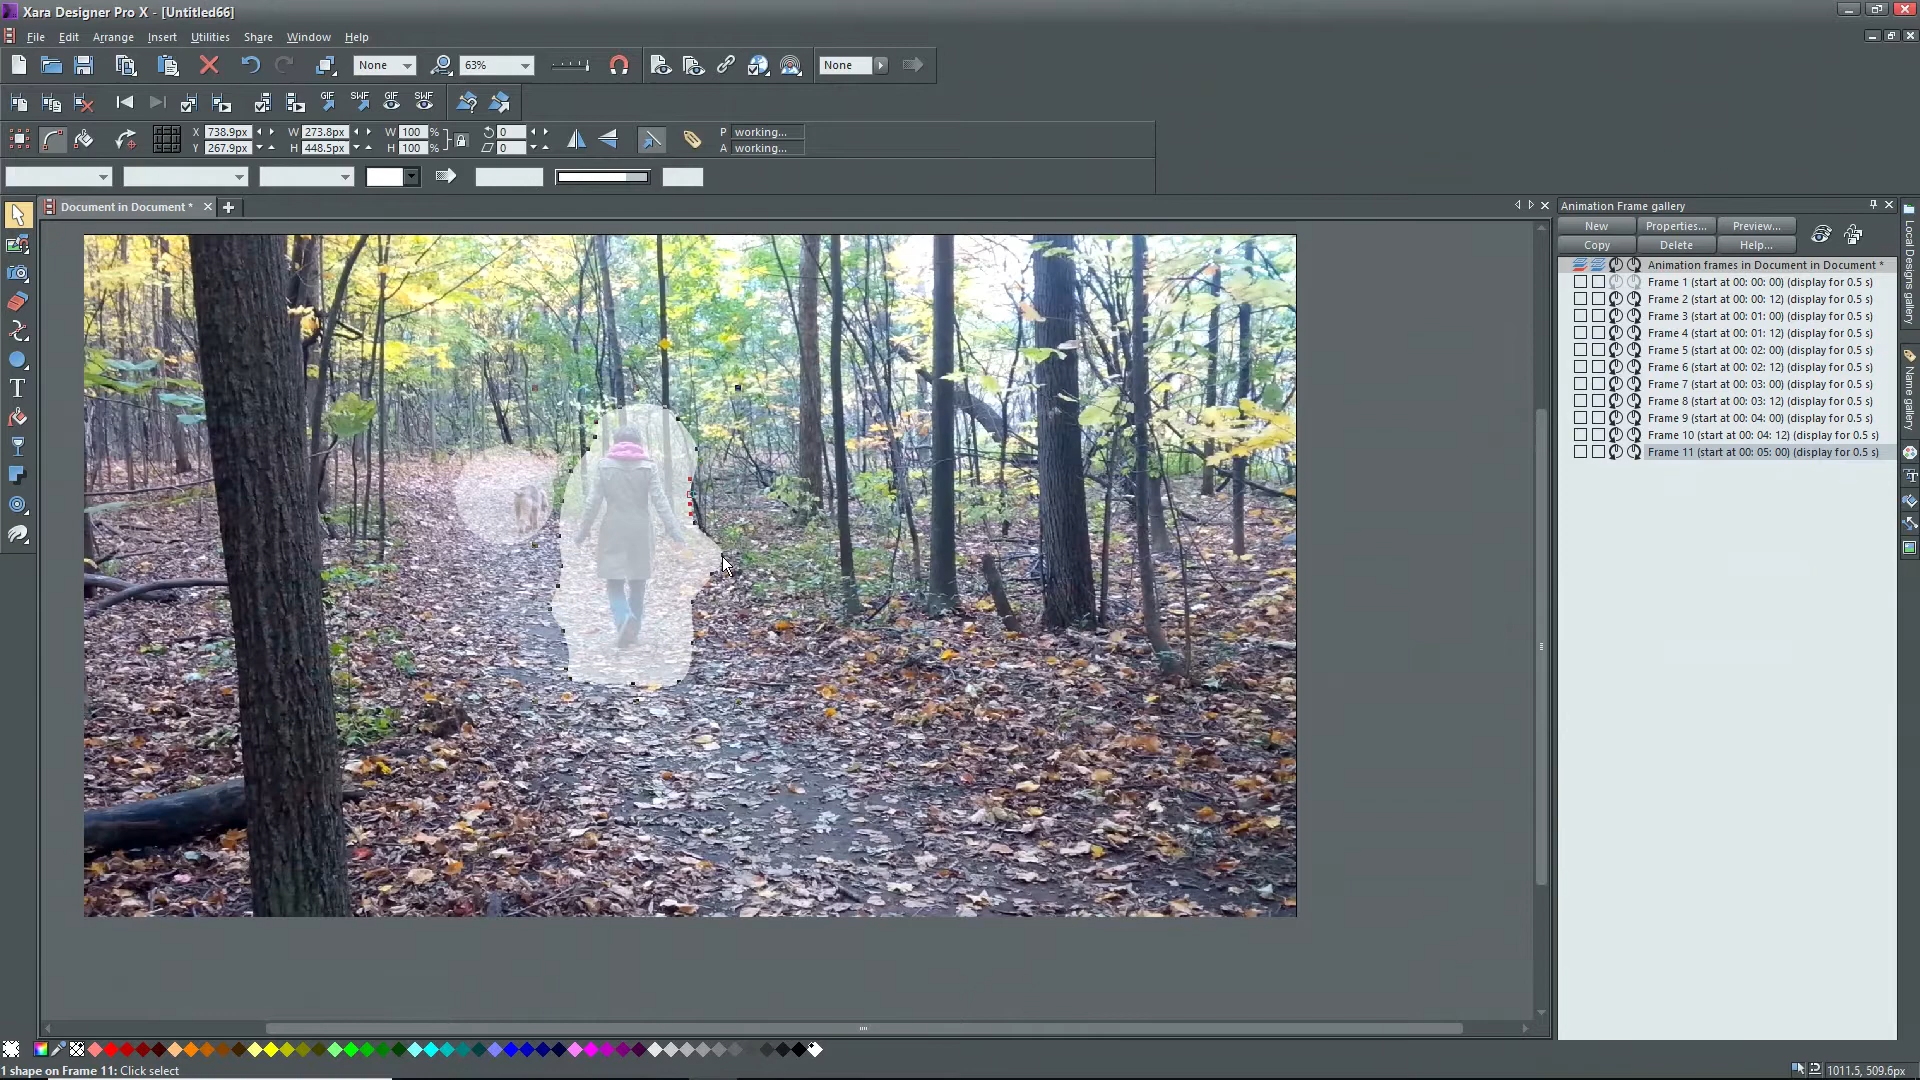 Xara Designer Pro X - [Untitled66]
File Edit Arrange Insert Utilities Share Window Help
None 63% None
GIF SWF GIF SWF
X 738.9px W 273.8px W 100 % 0 P working...
Y 267.9px H 448.5px H 100 % 0 A working...
Document in Document *
Animation Frame gallery
New Properties... Preview...
Copy Delete Help...
Animation frames in Document in Document *
Frame 1 (start at 00: 00: 00) (display for 0.5 s)
Frame 2 (start at 00: 00: 12) (display for 0.5 s)
Frame 3 (start at 00: 01: 00) (display for 0.5 s)
Frame 4 (start at 00: 01: 12) (display for 0.5 s)
Frame 5 (start at 00: 02: 00) (display for 0.5 s)
Frame 6 (start at 00: 02: 12) (display for 0.5 s)
Frame 7 (start at 00: 03: 00) (display for 0.5 s)
Frame 8 (start at 00: 03: 12) (display for 0.5 s)
Frame 9 (start at 00: 04: 00) (display for 0.5 s)
Frame 10 (start at 00: 04: 12) (display for 0.5 s)
Frame 11 (start at 00: 05: 00) (display for 0.5 s)
Local Designs gallery
Name gallery
1 shape on Frame 11: Click select
1011.5, 509.6px